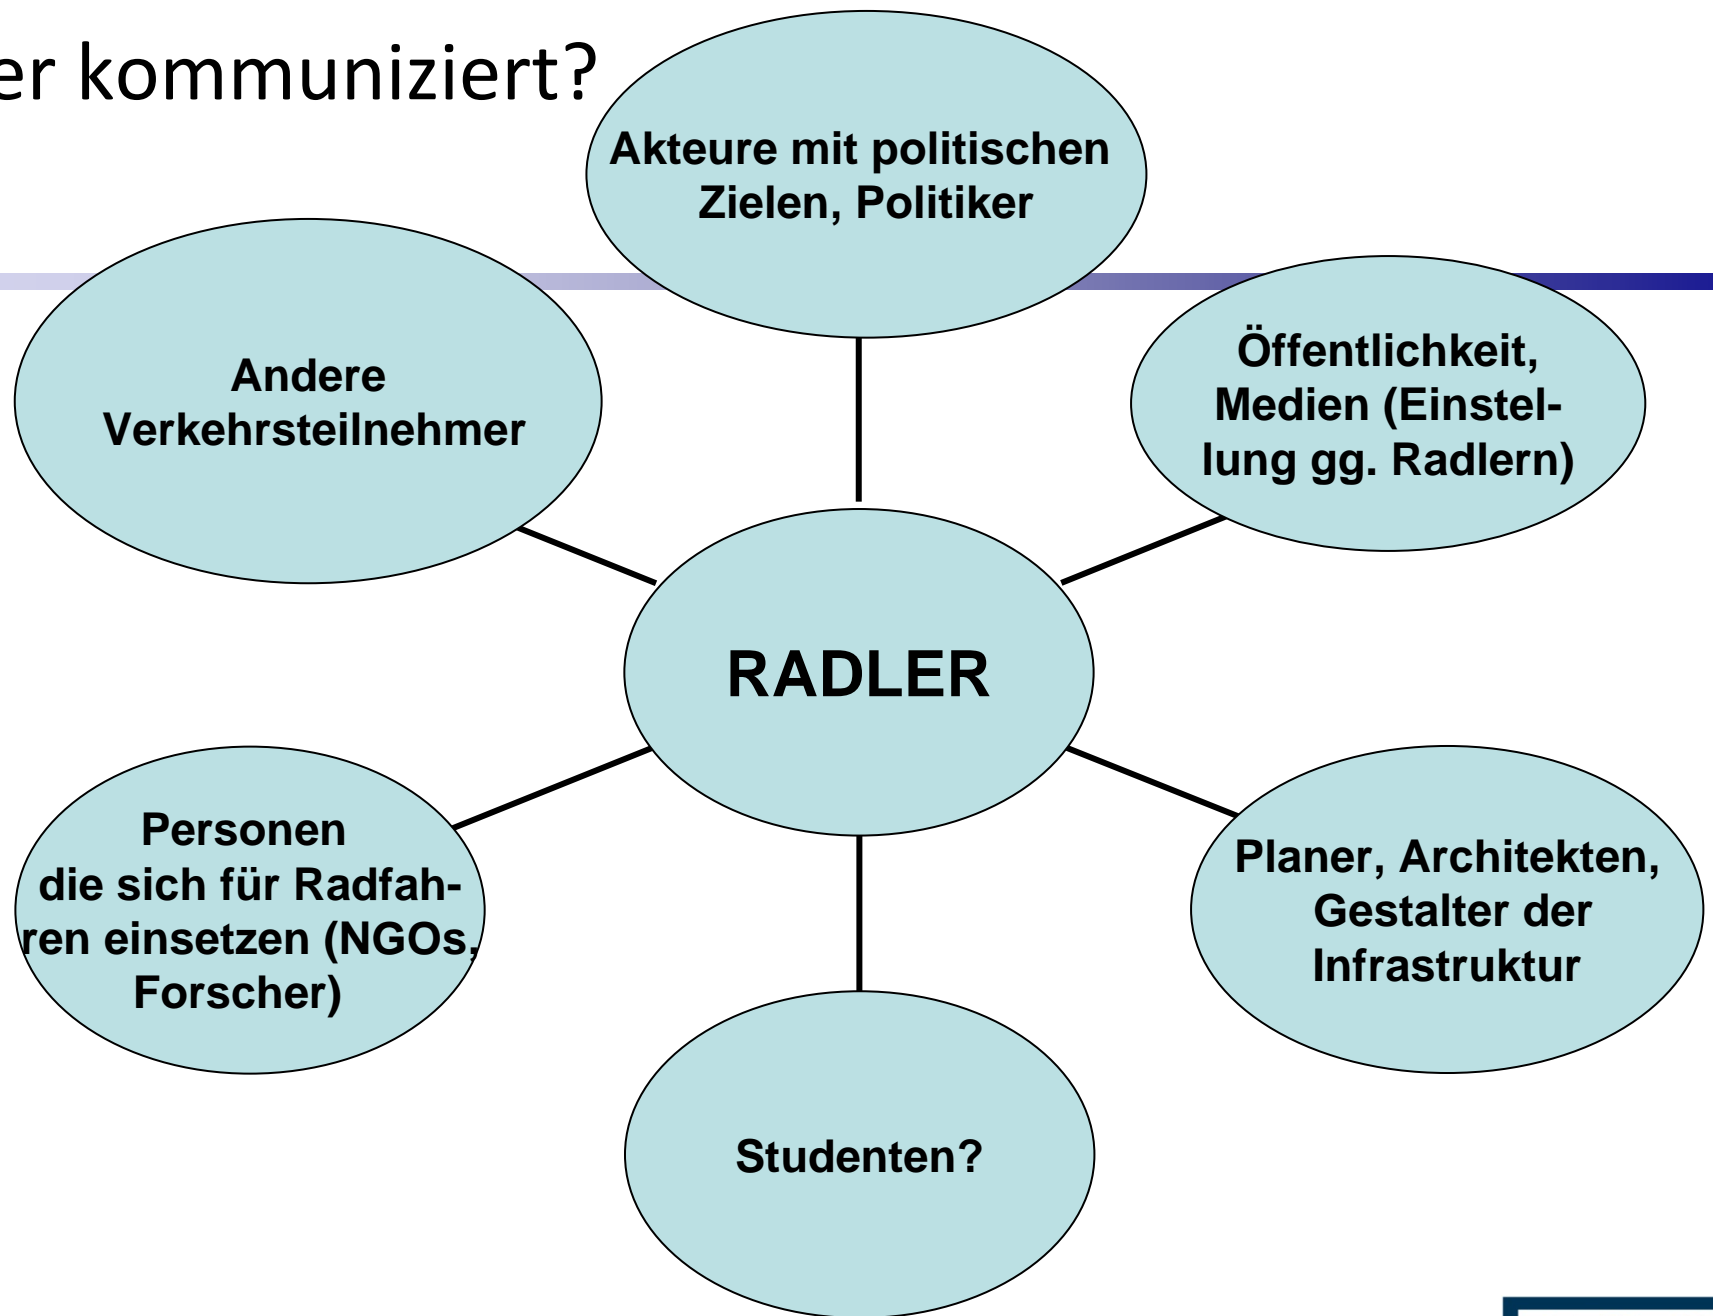 er kommuniziert?
Akteure mit politischen
Zielen, Politiker
Andere
Verkehrsteilnehmer
Öffentlichkeit,
Medien (Einstel-
lung gg. Radlern)
RADLER
Personen
die sich für Radfah-
ren einsetzen (NGOs,
Forscher)
Planer, Architekten,
Gestalter der
Infrastruktur
Studenten?